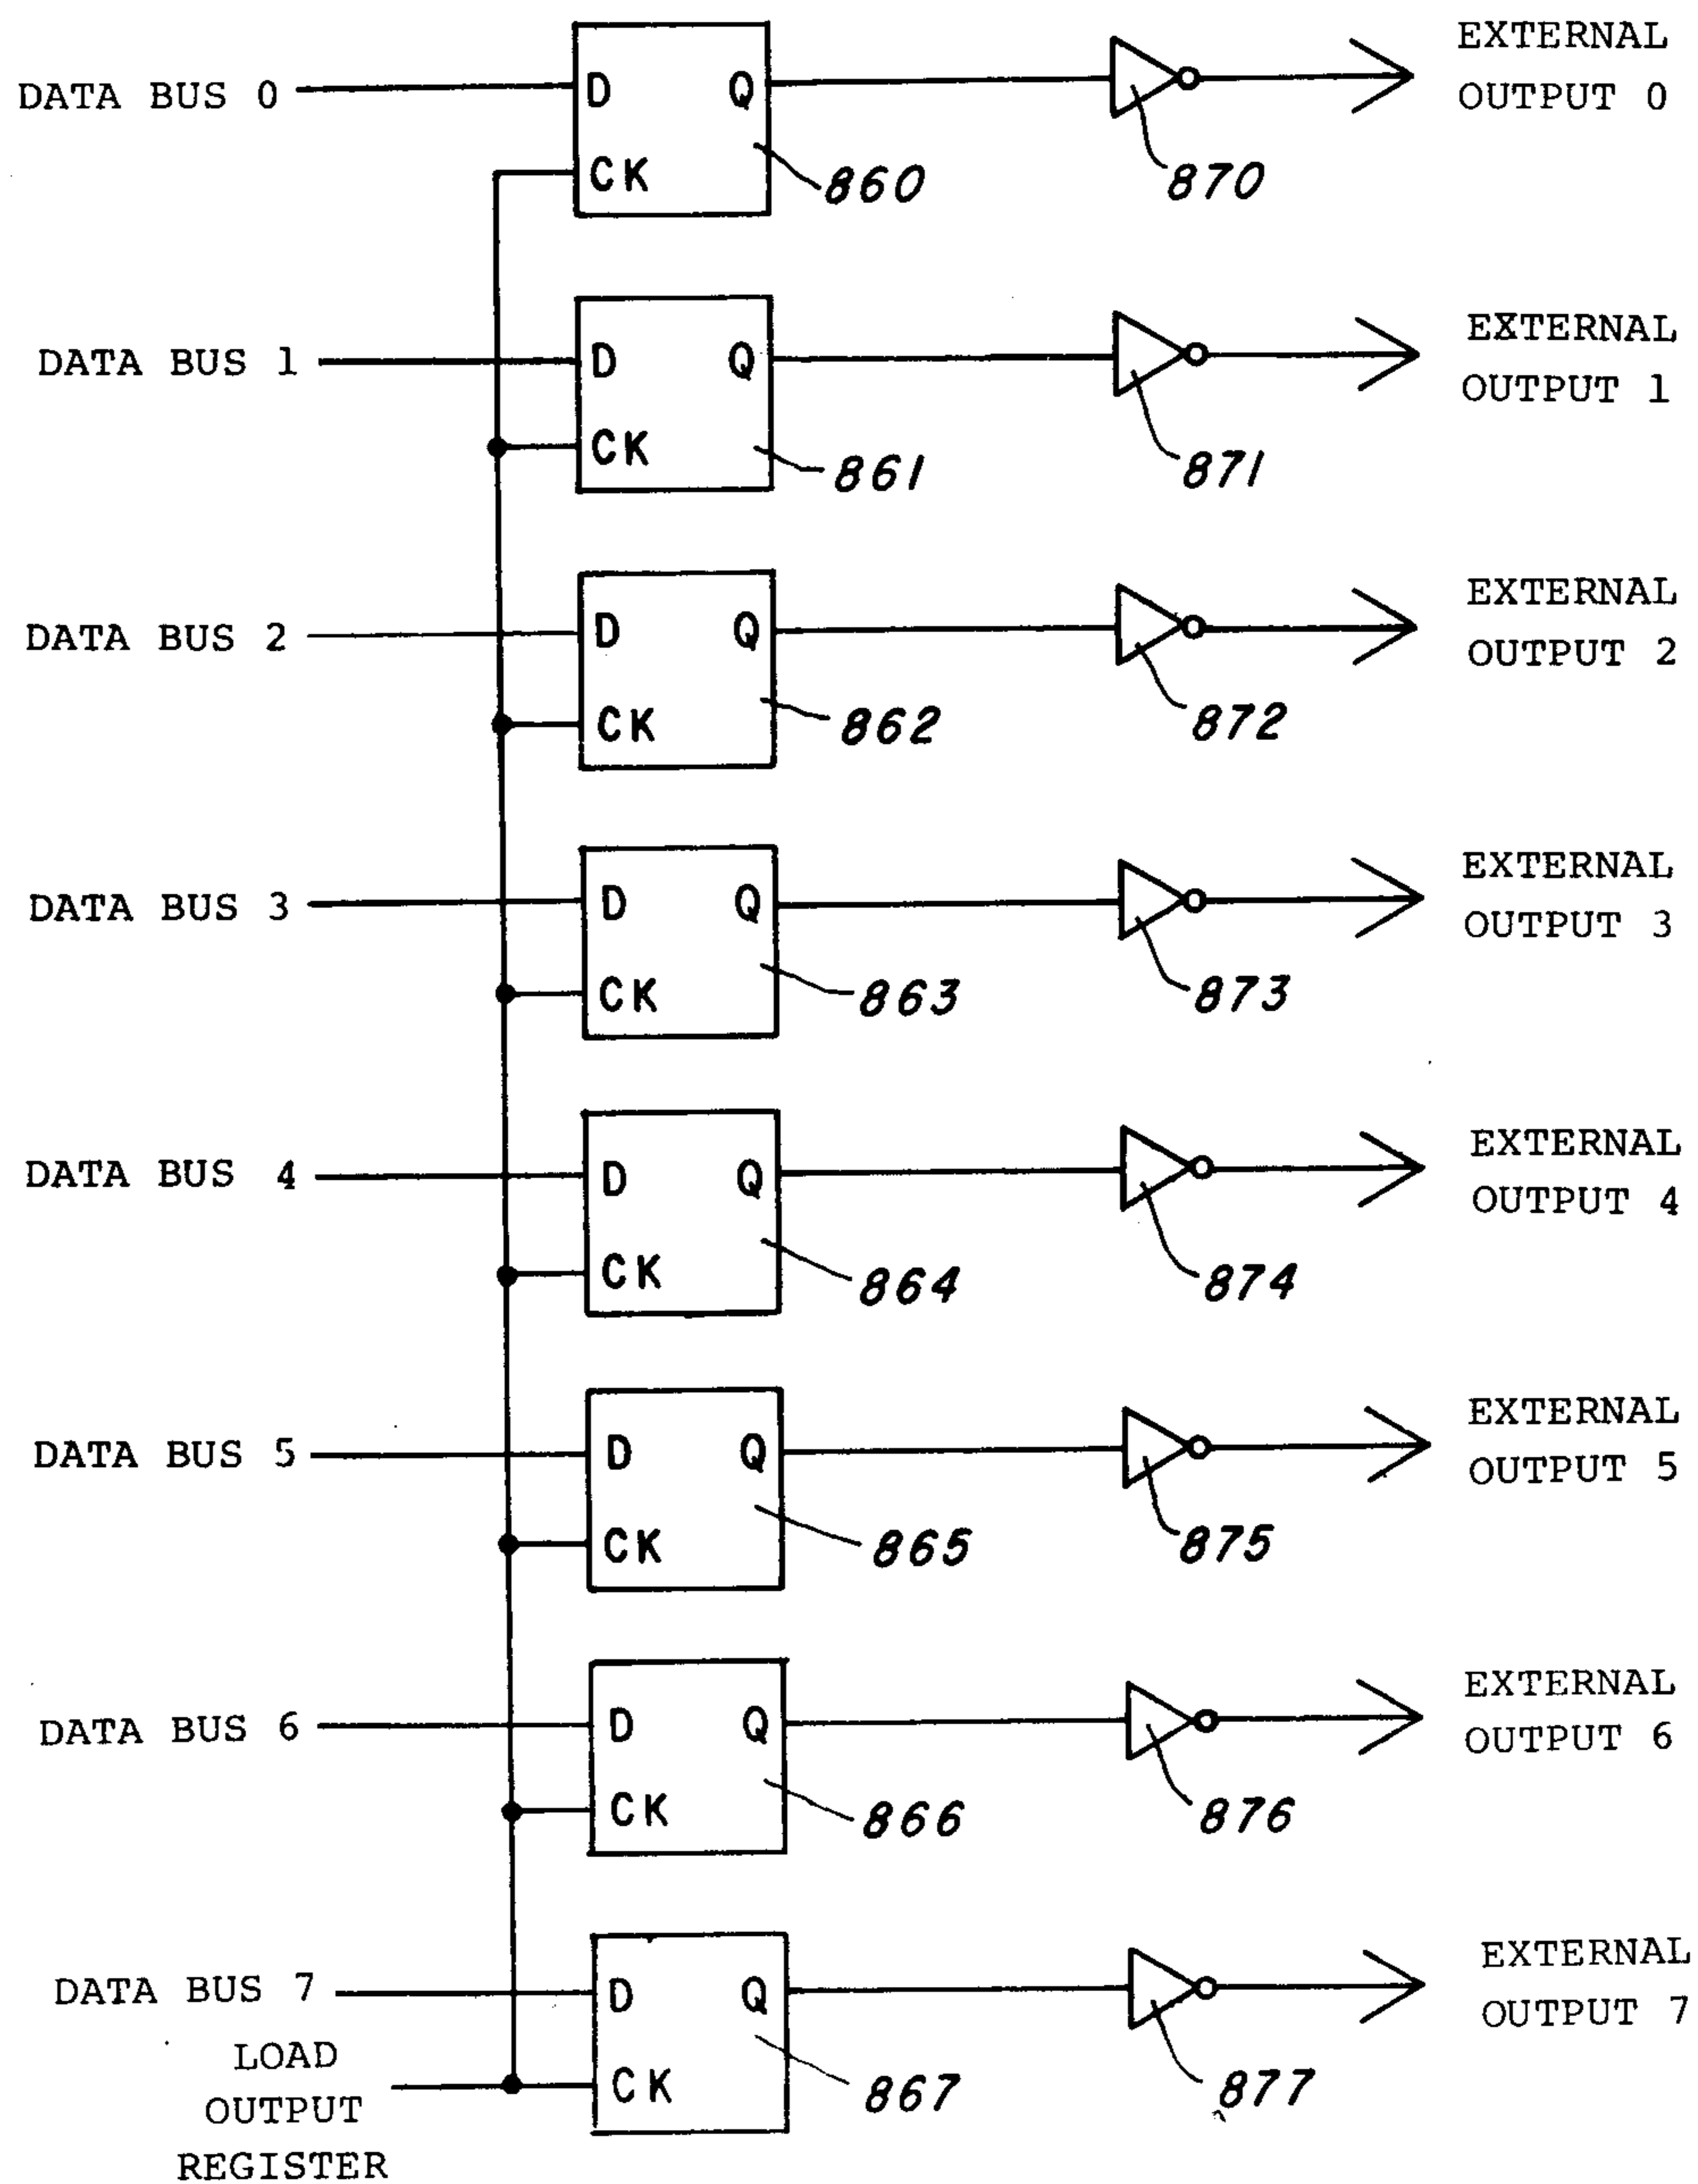 EXTERNAL
DATA BUS 0
D
Q
OUTPUT 0
CK
860
870
EXTERNAL
DATA BUS 1
D
Q
OUTPUT 1
CK
861
871
EXTERNAL
DATA BUS 2
D
Q
OUTPUT 2
CK
862
872
EXTERNAL
DATA BUS 3
D
Q
OUTPUT 3
CK
863
873
EXTERNAL
DATA BUS 4
D
Q
OUTPUT 4
CK
864
874
EXTERNAL
DATA BUS 5
D
Q
OUTPUT 5
CK
865
875
EXTERNAL
DATA BUS 6
D
Q
OUTPUT 6
CK
866
876
EXTERNAL
DATA BUS 7
D
Q
OUTPUT 7
LOAD
OUTPUT
REGISTER
CK
867
877